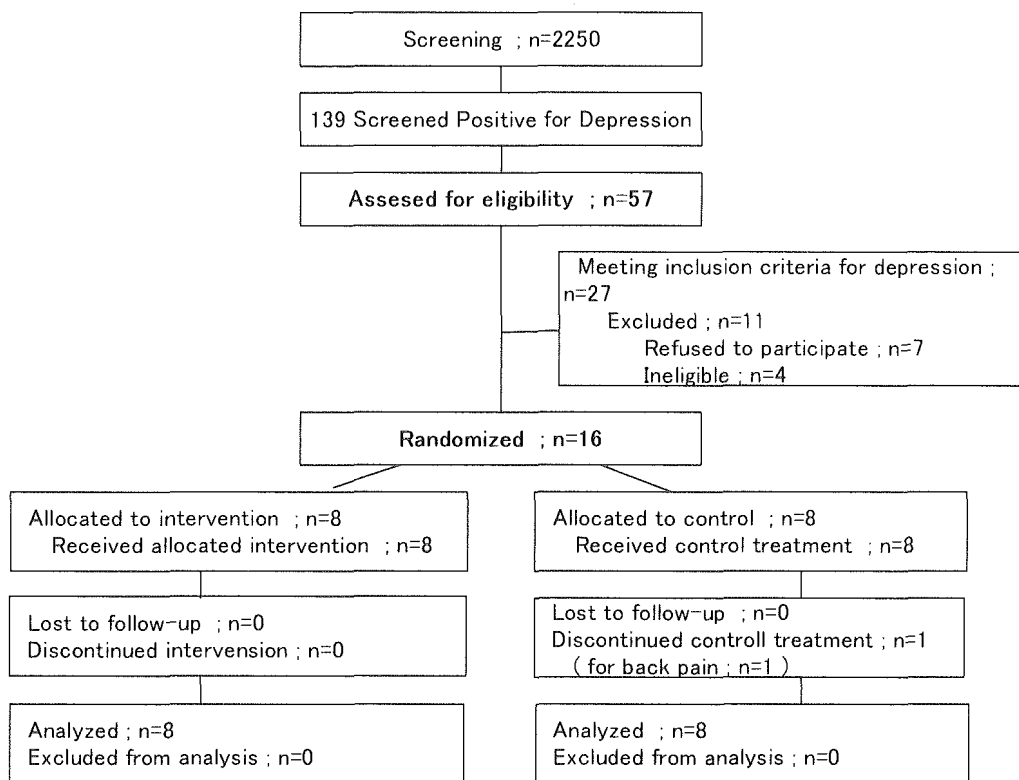 Screening ; n=2250
139 Screened Positive for Depression
Assesed for eligibility ; n=57
Meeting inclusion criteria for depression ;
n=27
Excluded ; n=11
Refused to participate ; n=7
Ineligible ; n=4
Randomized ; n=16
Allocated to intervention ; n=8
Received allocated intervention ; n=8
Allocated to control ; n=8
Received control treatment ; n=8
Lost to follow-up ; n=0
Discontinued intervension ; n=0
Lost to follow-up ; n=0
Discontinued controll treatment ; n=1
( for back pain ; n=1 )
Analyzed ; n=8
Excluded from analysis ; n=0
Analyzed ; n=8
Excluded from analysis ; n=0